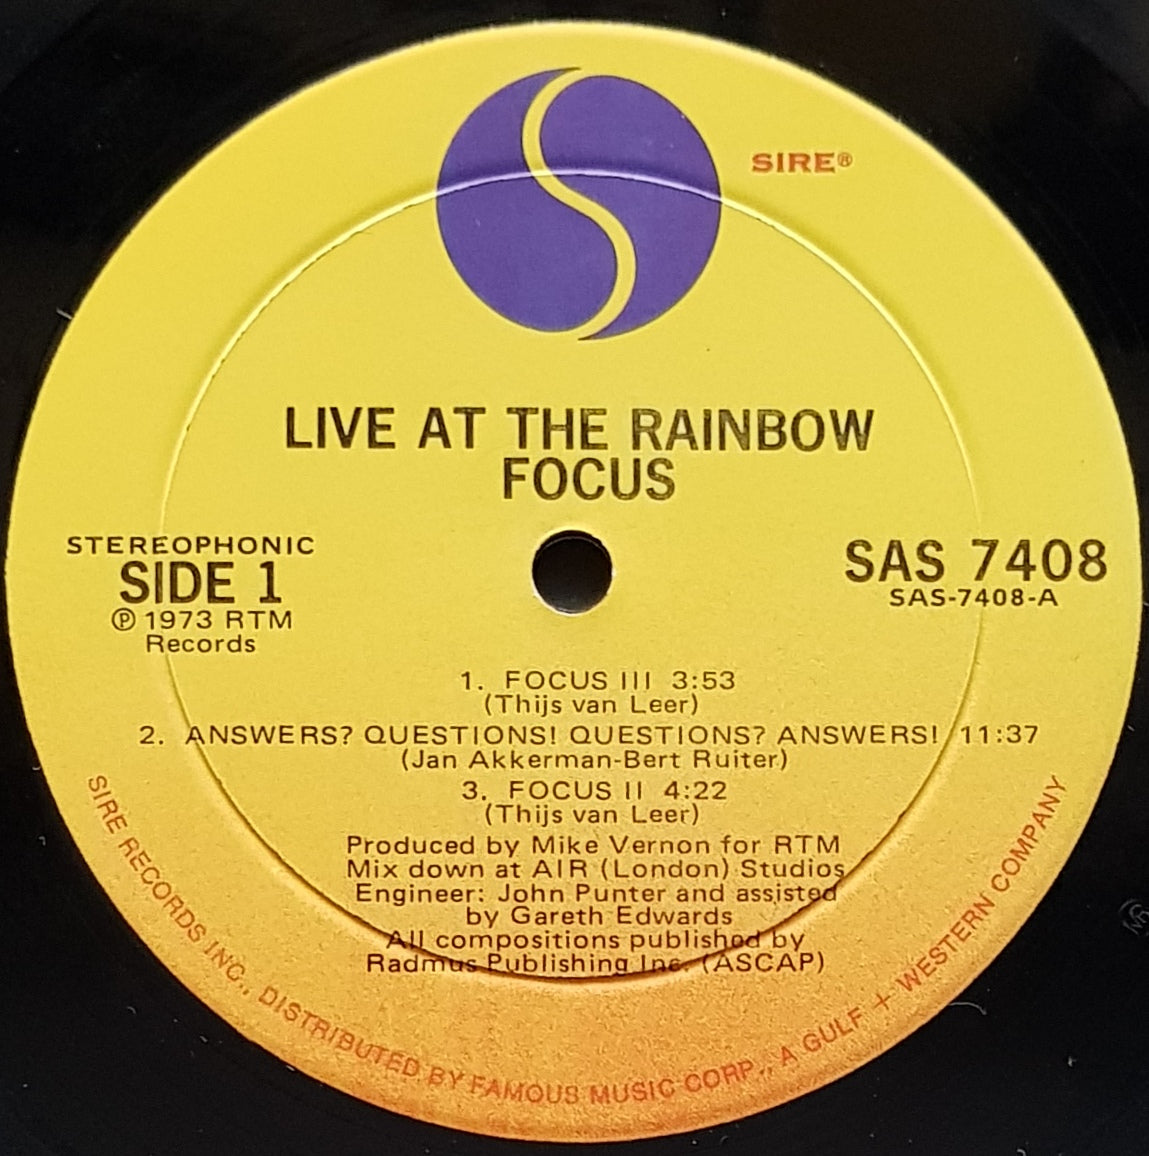 SIRE®
LIVE AT THE RAINBOW
FOCUS
STEREOPHONIC
SIDE 1
℗ 1973 RTM
Records
SAS 7408
SAS-7408-A
1. FOCUS III 3:53
(Thijs van Leer)
2. ANSWERS? QUESTIONS! QUESTIONS? ANSWERS! 11:37
(Jan Akkerman-Bert Ruiter)
3. FOCUS II 4:22
(Thijs van Leer)
Produced by Mike Vernon for RTM
Mix down at AIR (London) Studios
Engineer: John Punter and assisted
by Gareth Edwards
All compositions published by
Radmus Publishing Inc. (ASCAP)
SIRE RECORDS INC., DISTRIBUTED BY FAMOUS MUSIC CORP., A GULF + WESTERN COMPANY